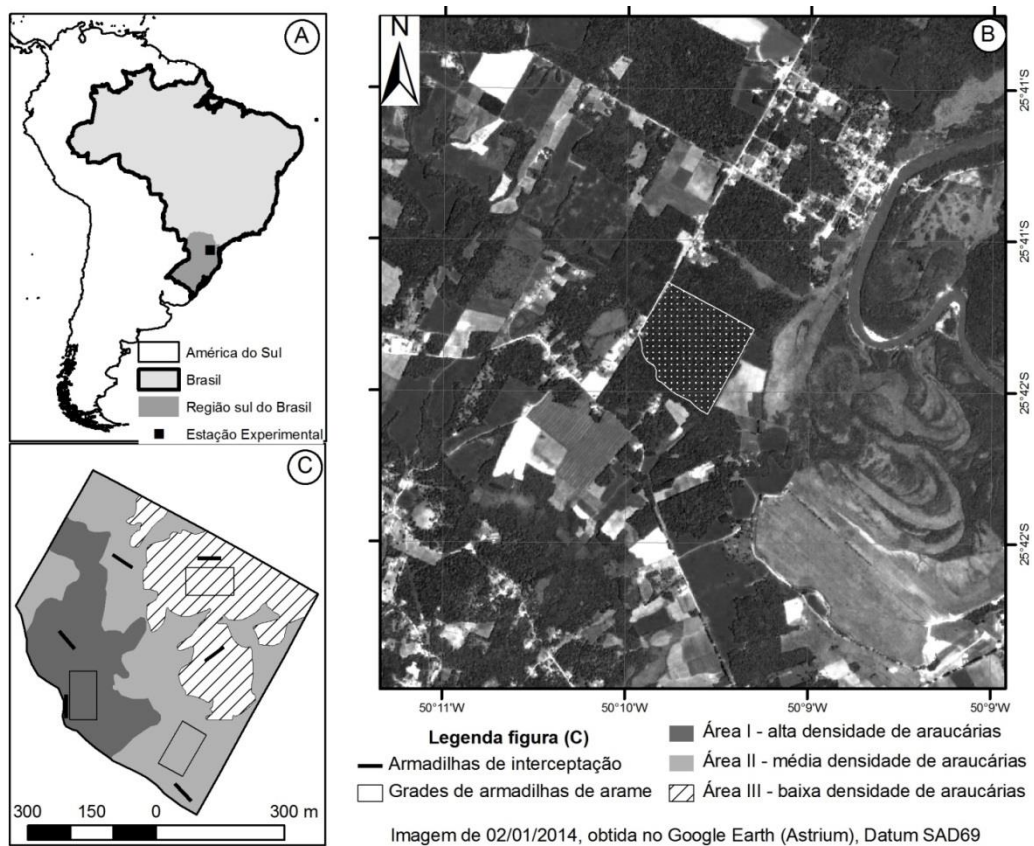 A
América do Sul
Brasil
Região sul do Brasil
Estação Experimental
C
300 150 0 300 m
N
B
25°41'S
25°41'S
25°42'S
25°42'S
50°11'W 50°10'W 50°9'W 50°9'W
Legenda figura (C)
Armadilhas de interceptação
Grades de armadilhas de arame
Área I - alta densidade de araucárias
Área II - média densidade de araucárias
Área III - baixa densidade de araucárias
Imagem de 02/01/2014, obtida no Google Earth (Astrium), Datum SAD69